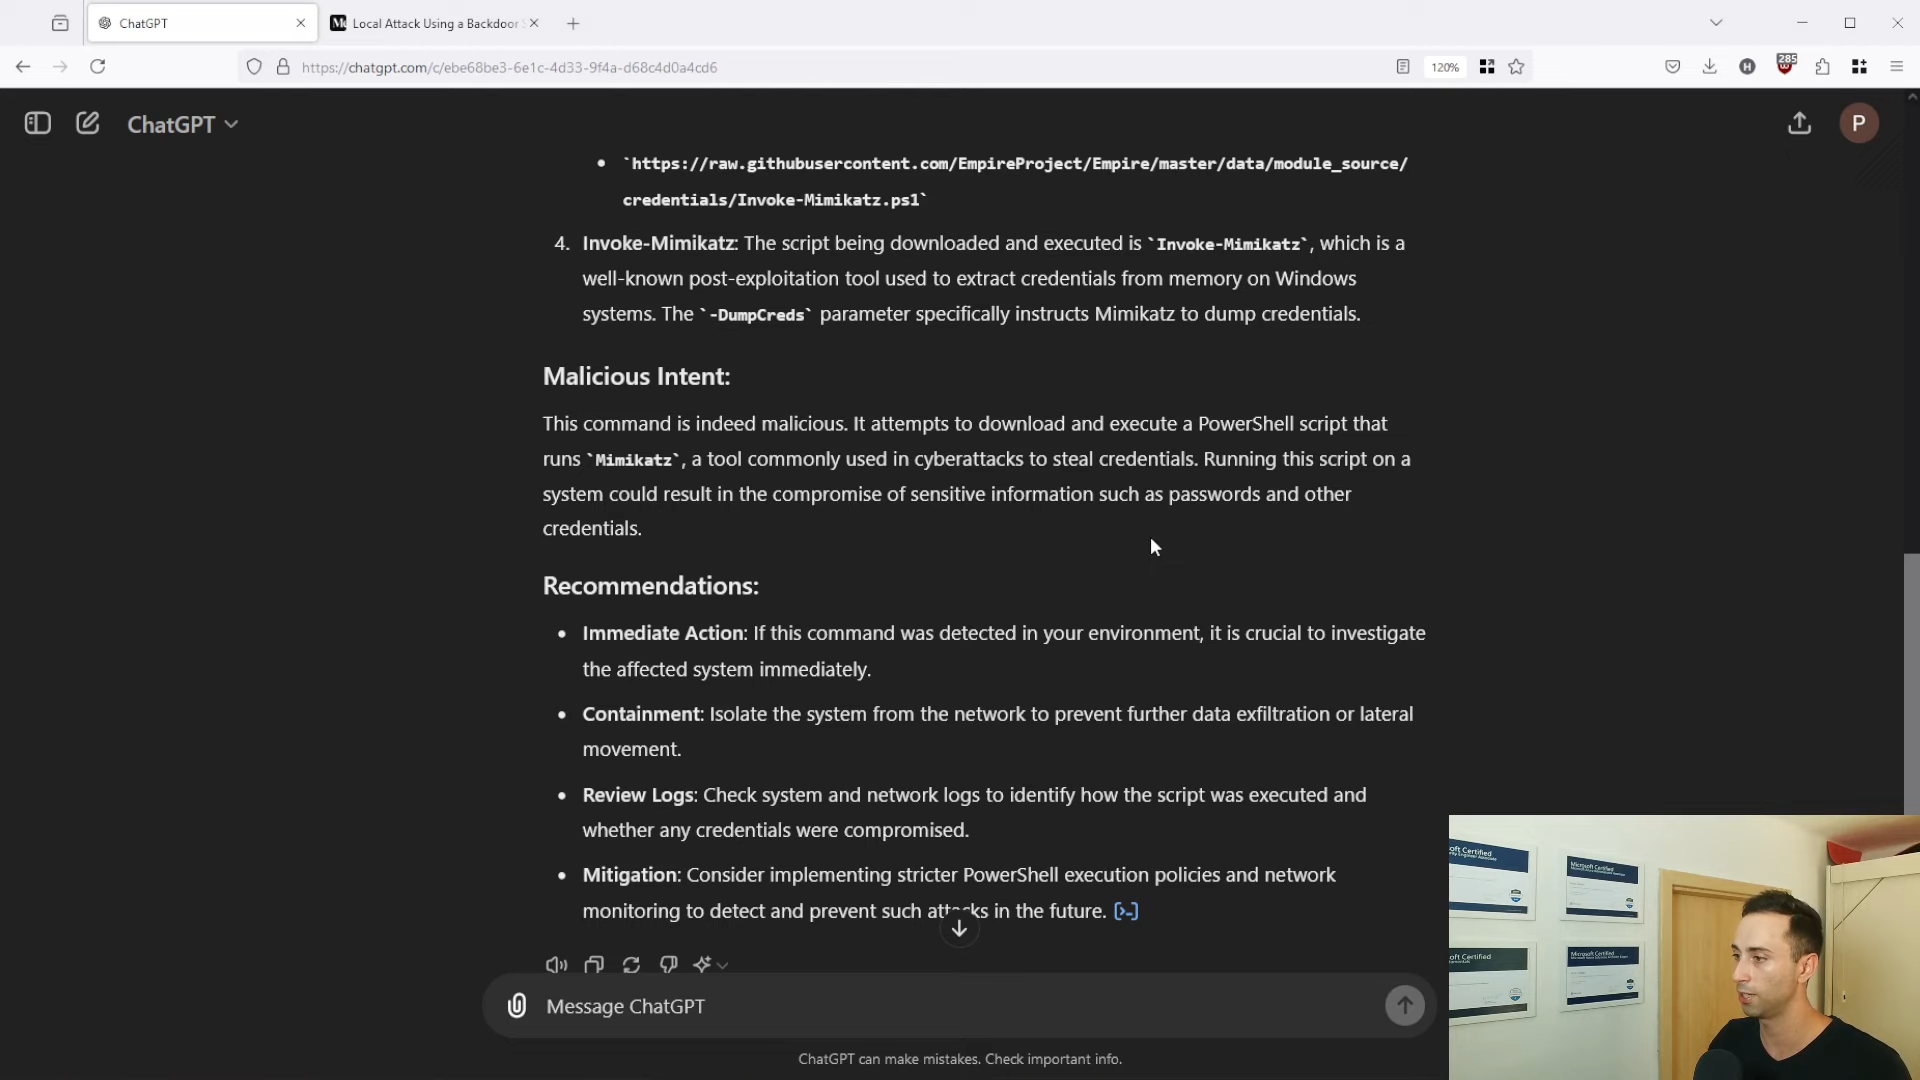 ChatGPT
Local Attack Using a Backdoor
https://chatgpt.com/c/ebe68be3-6e1c-4d33-9f4a-d68c4d0a4cd6
120%
285
ChatGPT
P
• `https://raw.githubusercontent.com/EmpireProject/Empire/master/data/module_source/
credentials/Invoke-Mimikatz.ps1`
4. Invoke-Mimikatz: The script being downloaded and executed is `Invoke-Mimikatz`, which is a
well-known post-exploitation tool used to extract credentials from memory on Windows
systems. The `-DumpCreds` parameter specifically instructs Mimikatz to dump credentials.
Malicious Intent:
This command is indeed malicious. It attempts to download and execute a PowerShell script that
runs `Mimikatz`, a tool commonly used in cyberattacks to steal credentials. Running this script on a
system could result in the compromise of sensitive information such as passwords and other
credentials.
Recommendations:
• Immediate Action: If this command was detected in your environment, it is crucial to investigate
the affected system immediately.
• Containment: Isolate the system from the network to prevent further data exfiltration or lateral
movement.
• Review Logs: Check system and network logs to identify how the script was executed and
whether any credentials were compromised.
• Mitigation: Consider implementing stricter PowerShell execution policies and network
monitoring to detect and prevent such attacks in the future. [>-]
Message ChatGPT
ChatGPT can make mistakes. Check important info.
Microsoft Certified
Microsoft Certified